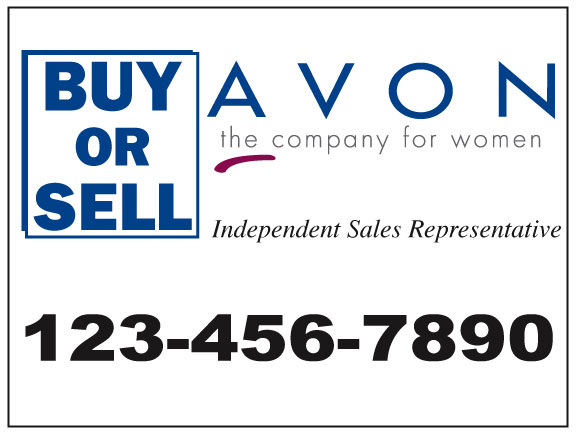 BUY
OR
SELL
AVON
the company for women
Independent Sales Representative
123-456-7890